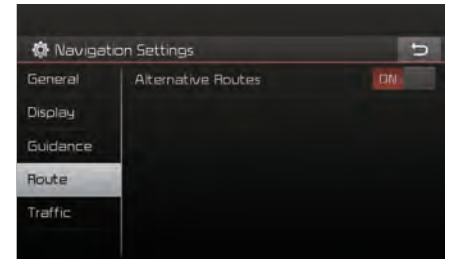 Navigation Settings
General
Alternative Routes
ON
Display
Guidance
Route
Traffic